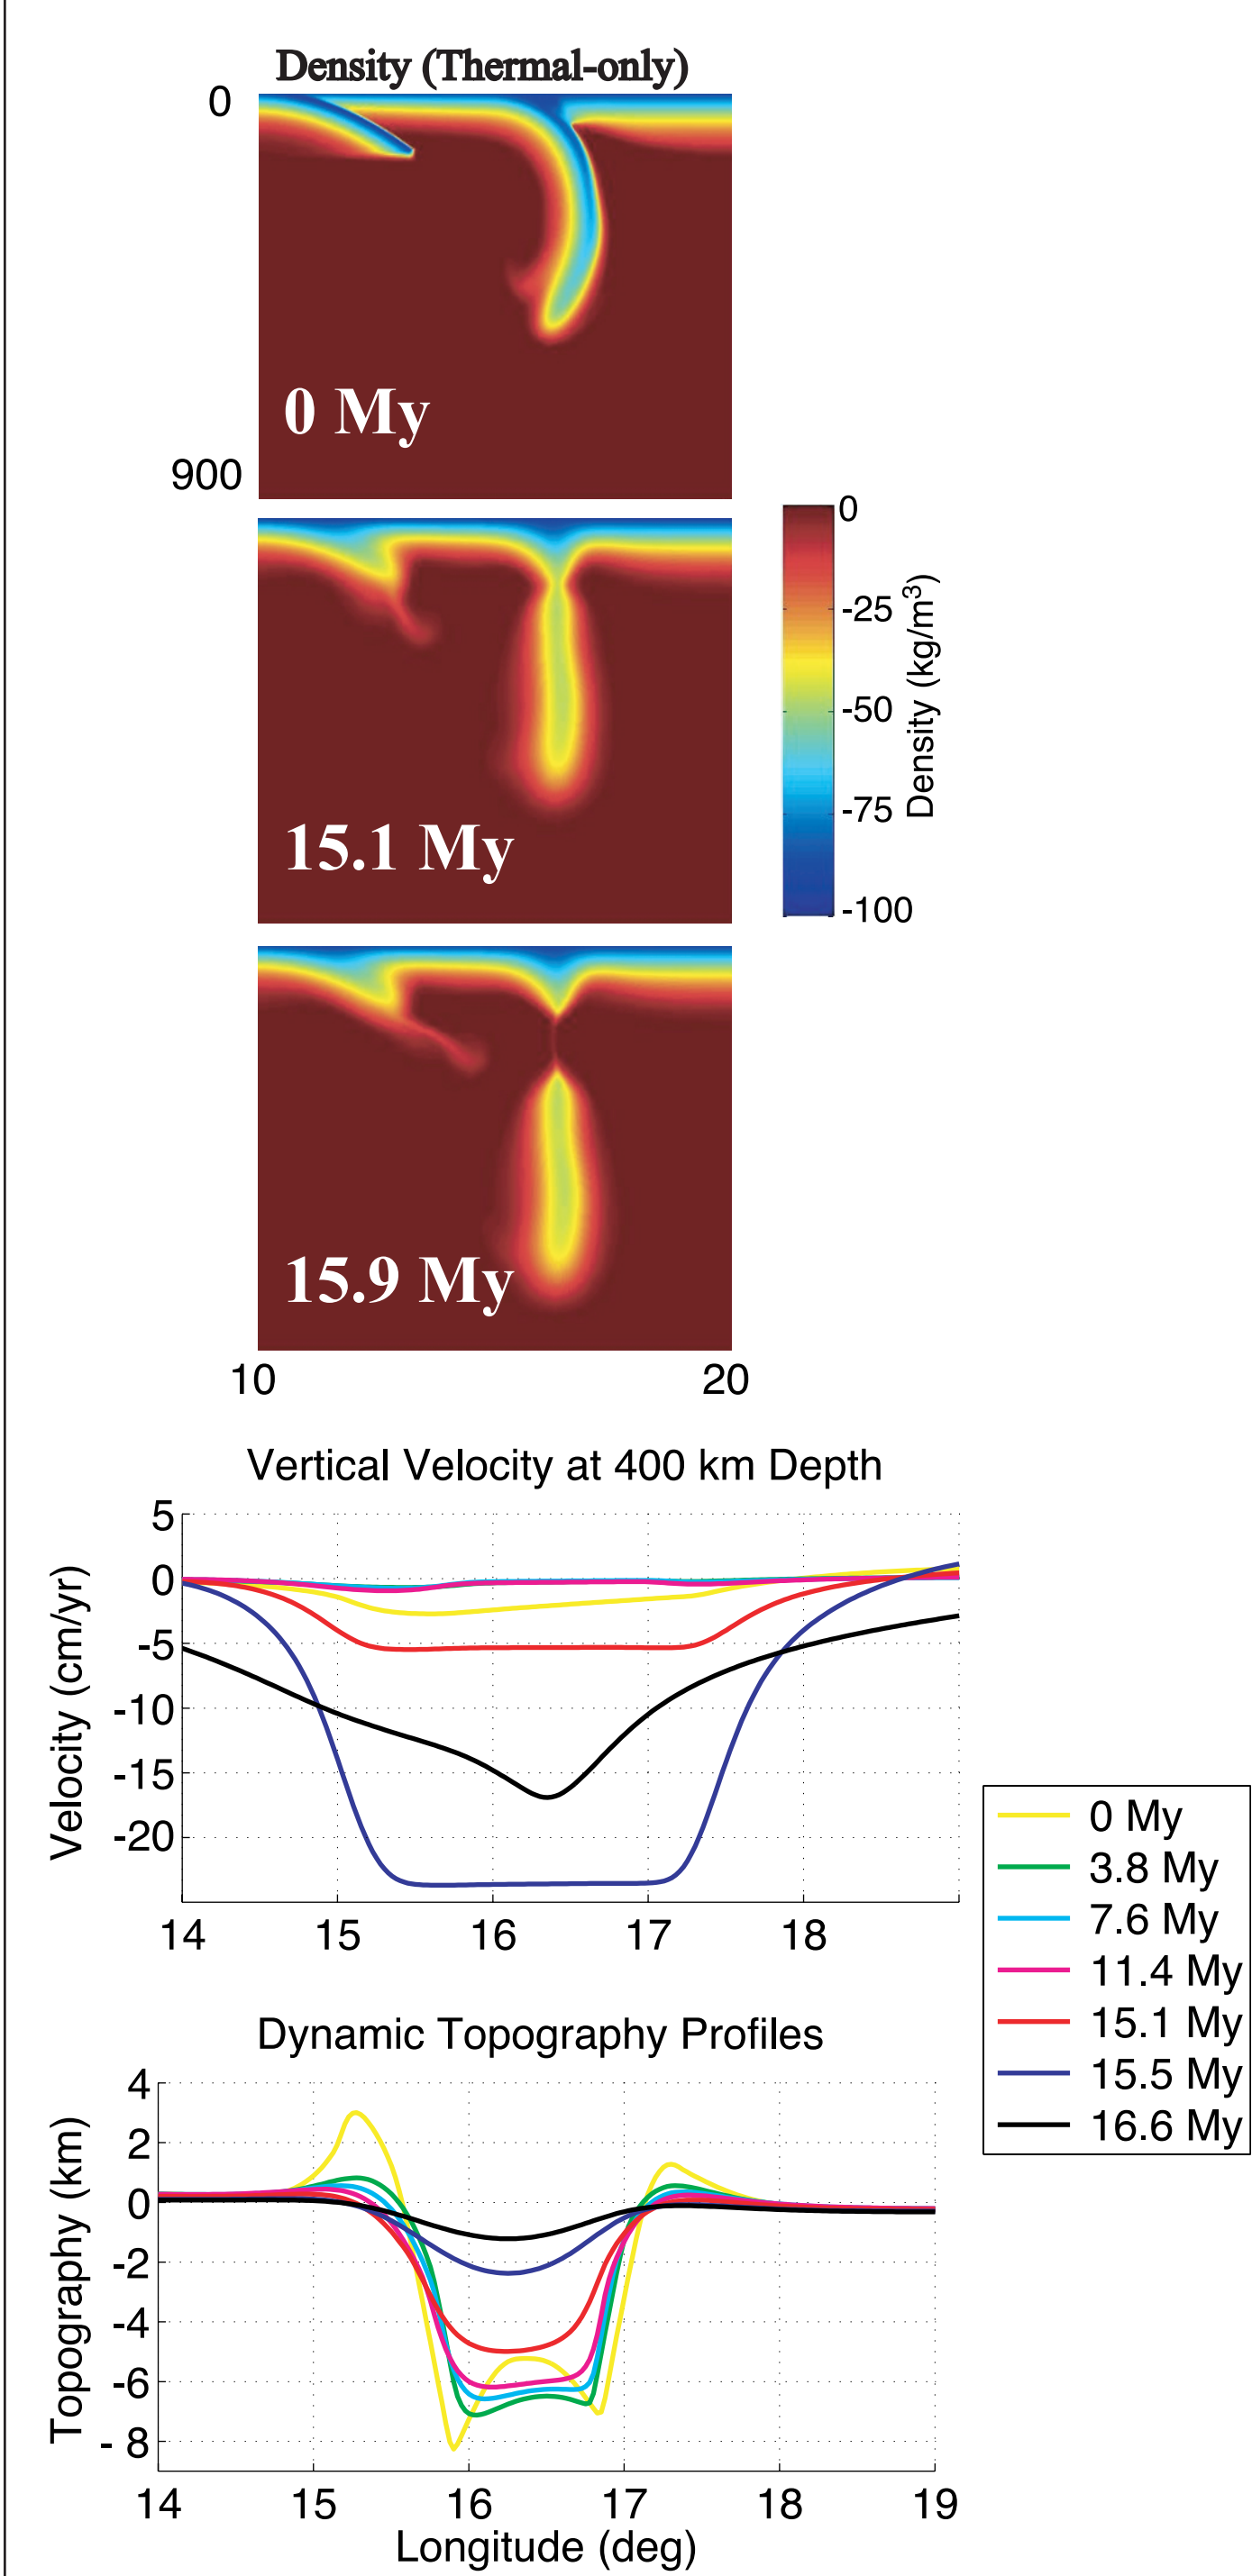 Density (Thermal-only)
0
0 My
900
15.1 My
0
-25
-50
-75
-100
Density (kg/m³)
15.9 My
10
20
Vertical Velocity at 400 km Depth
5
0
-5
-10
-15
-20
Velocity (cm/yr)
14 15 16 17 18
0 My
3.8 My
7.6 My
11.4 My
15.1 My
15.5 My
16.6 My
Dynamic Topography Profiles
4
2
0
-2
-4
-6
- 8
Topography (km)
14 15 16 17 18 19
Longitude (deg)